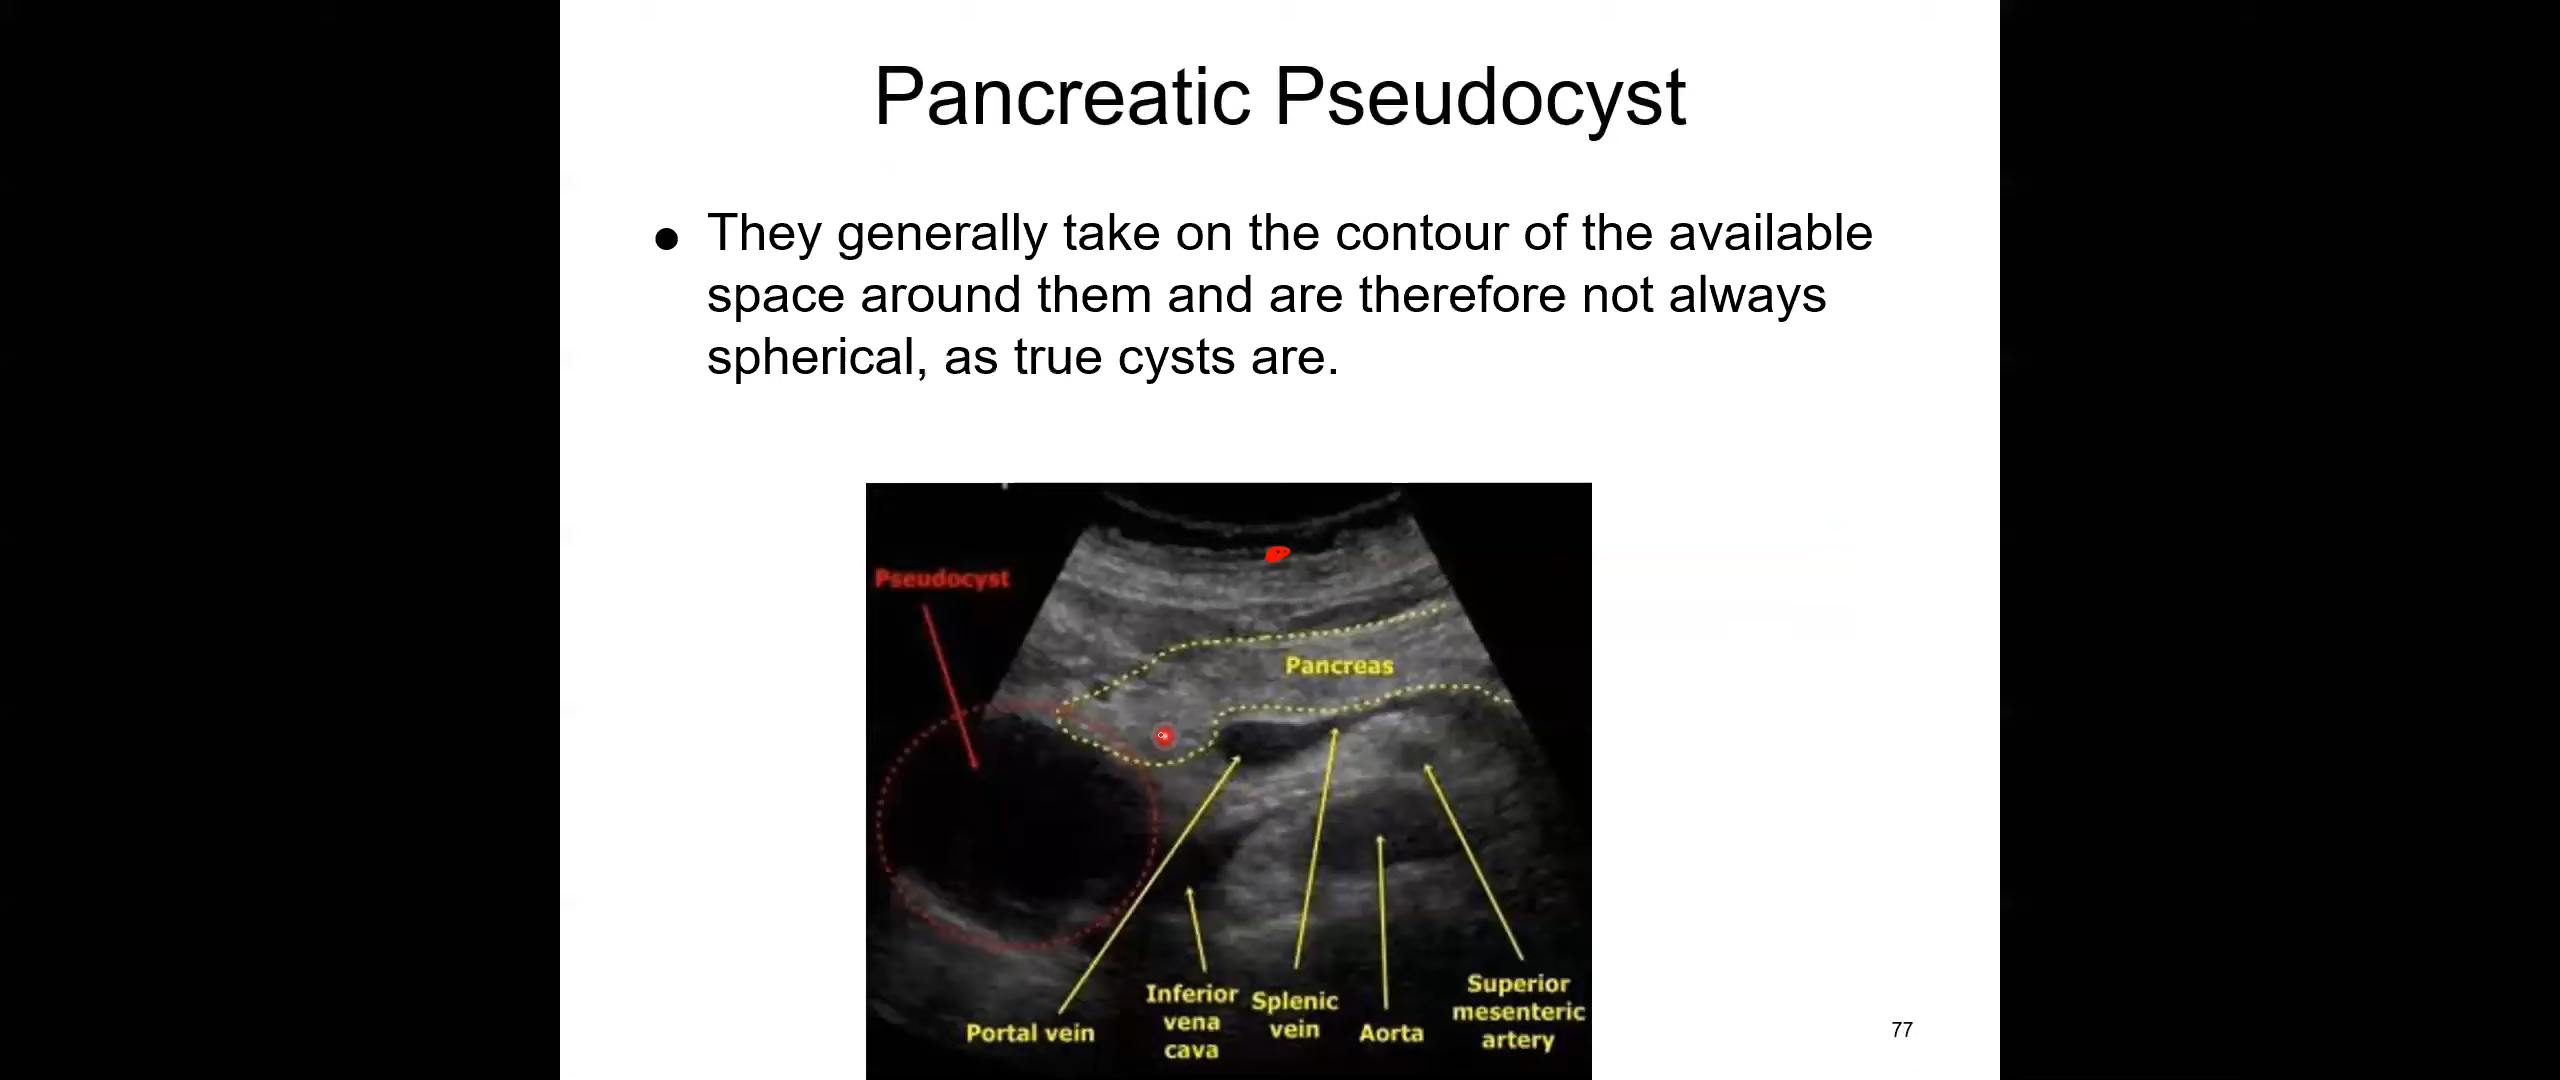 Pancreatic Pseudocyst
● They generally take on the contour of the available
space around them and are therefore not always
spherical, as true cysts are.
Pseudocyst
Pancreas
Portal vein
Inferior
vena
cava
Splenic
vein
Aorta
Superior
mesenteric
artery
77